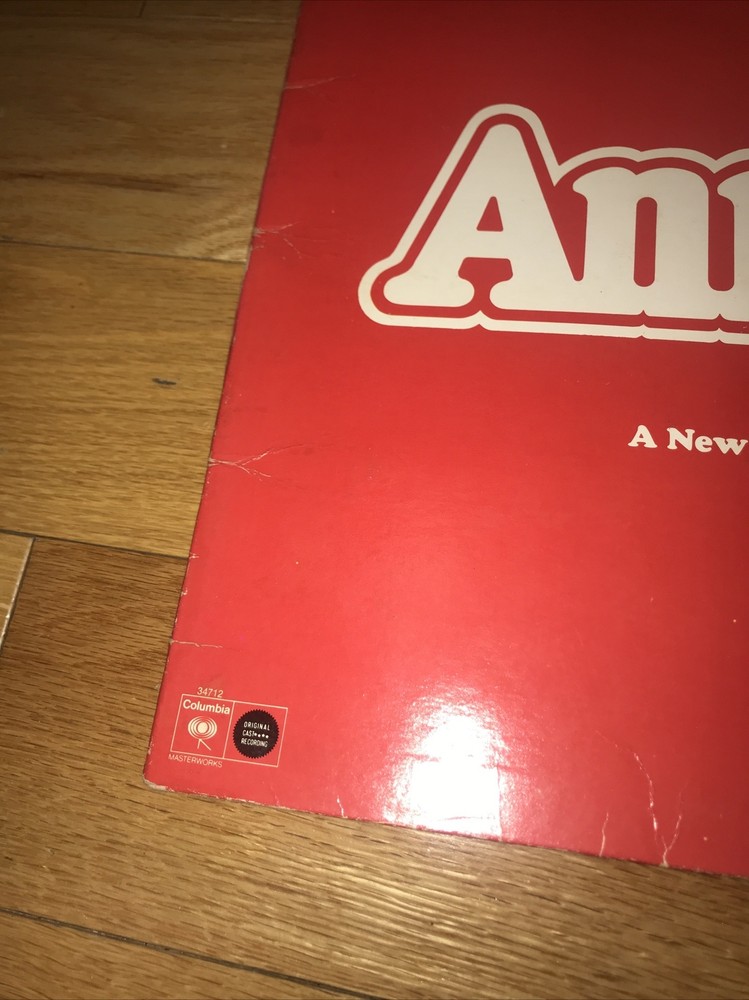 Ann
A New
34712
Columbia
ORIGINAL
CAST****
RECORDING
MASTERWORKS